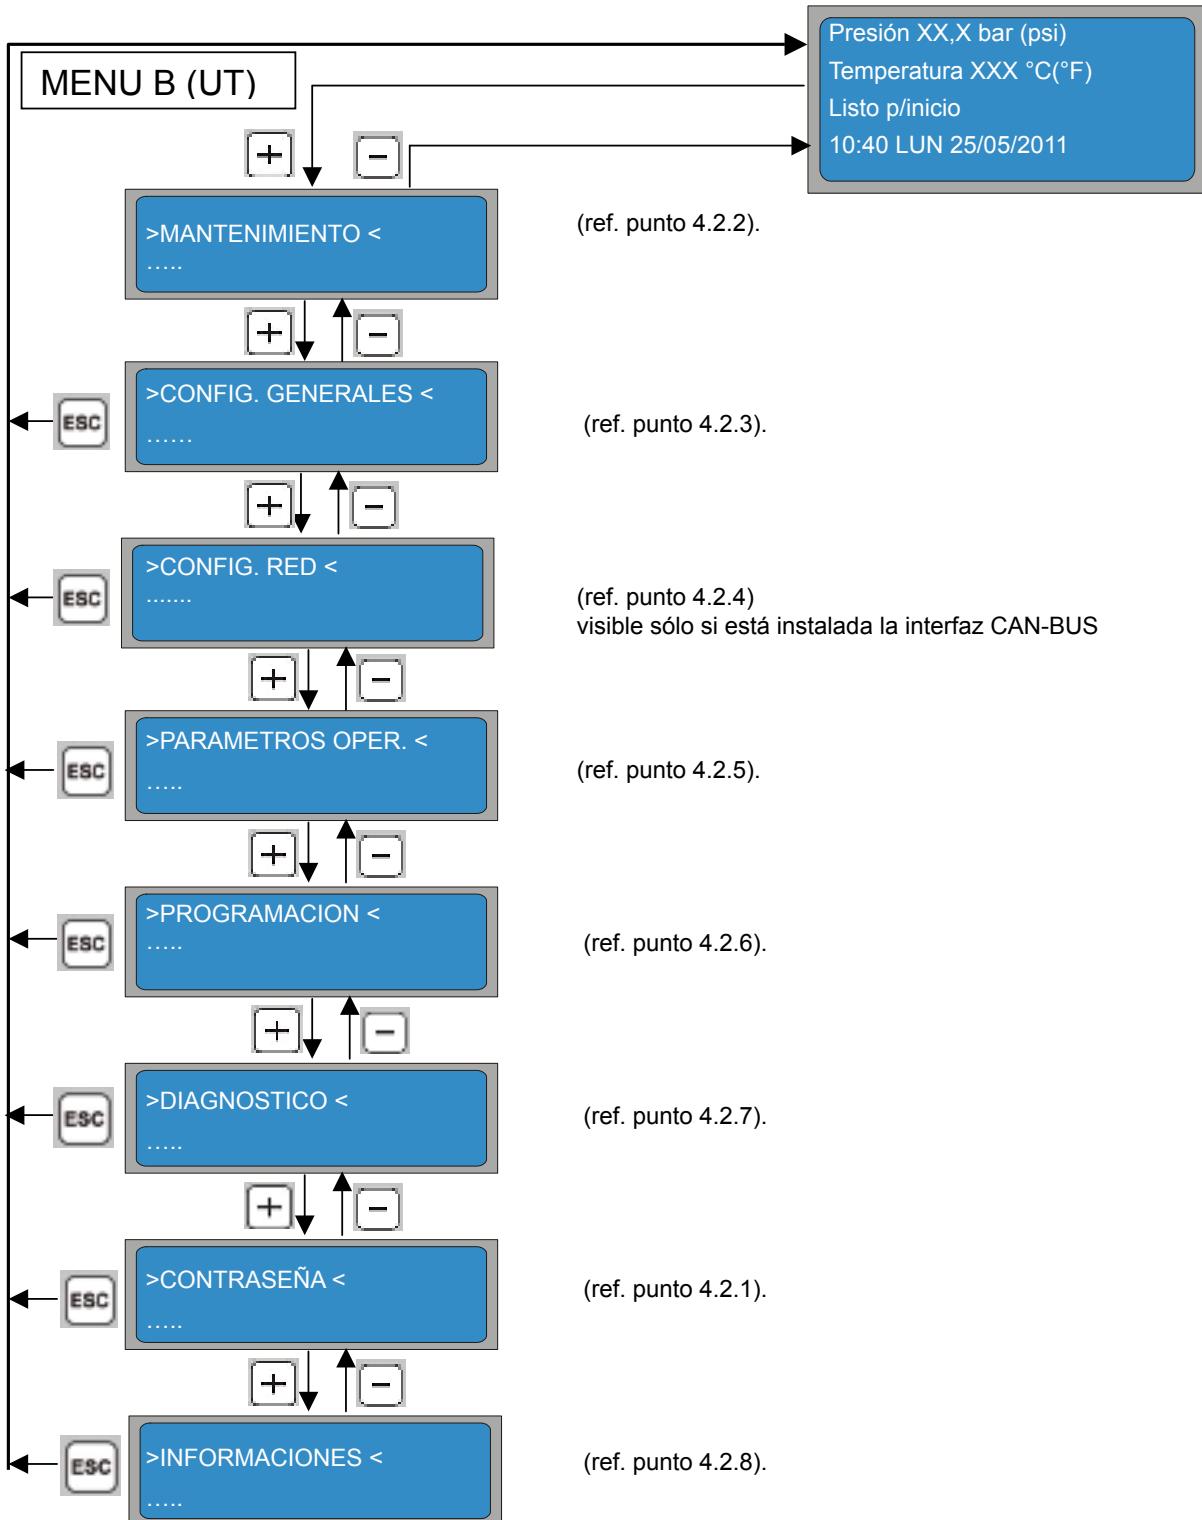 Presión XX,X bar (psi)
Temperatura XXX °C(°F)
Listo p/inicio
10:40 LUN 25/05/2011
MENU B (UT)
+ −
>MANTENIMIENTO <
.....
(ref. punto 4.2.2).
+ −
>CONFIG. GENERALES <
......
ESC
(ref. punto 4.2.3).
+ −
>CONFIG. RED <
.......
ESC
(ref. punto 4.2.4)
visible sólo si está instalada la interfaz CAN-BUS
+ −
>PARAMETROS OPER. <
.....
ESC
(ref. punto 4.2.5).
+ −
>PROGRAMACION <
.....
ESC
(ref. punto 4.2.6).
+ −
>DIAGNOSTICO <
.....
ESC
(ref. punto 4.2.7).
+ −
>CONTRASEÑA <
.....
ESC
(ref. punto 4.2.1).
+ −
>INFORMACIONES <
.....
ESC
(ref. punto 4.2.8).